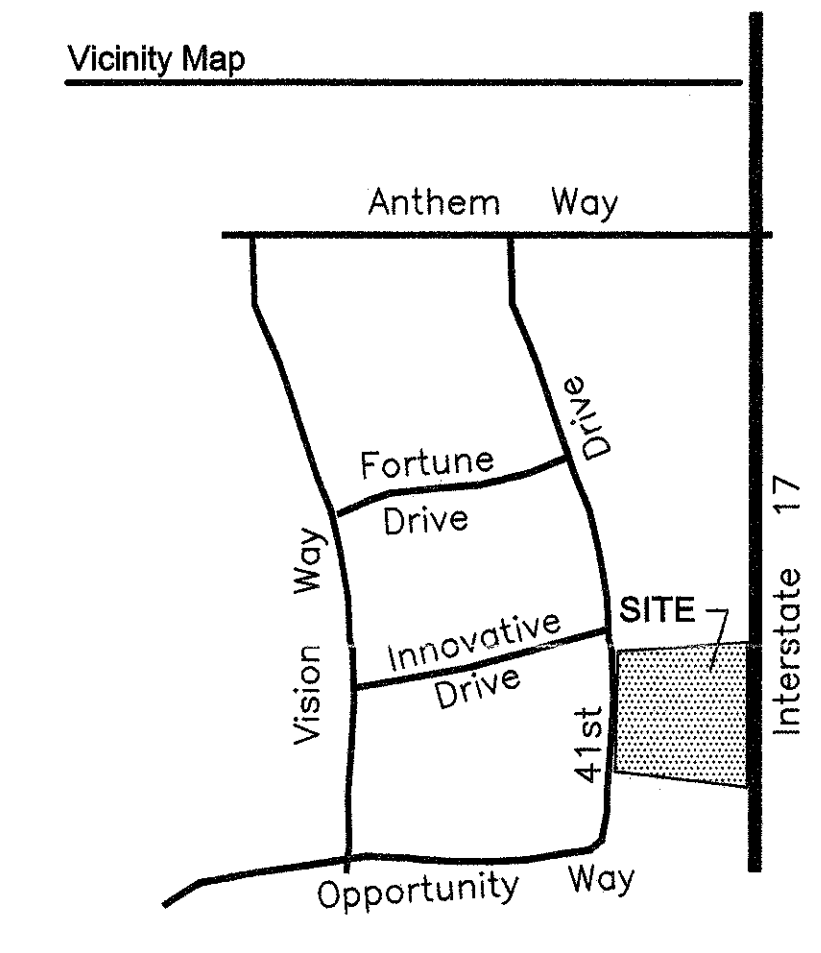 Vicinity Map
Anthem Way
Drive
Fortune
Drive
Interstate 17
Way
SITE
Innovative
Drive
Vision
41st
Opportunity Way